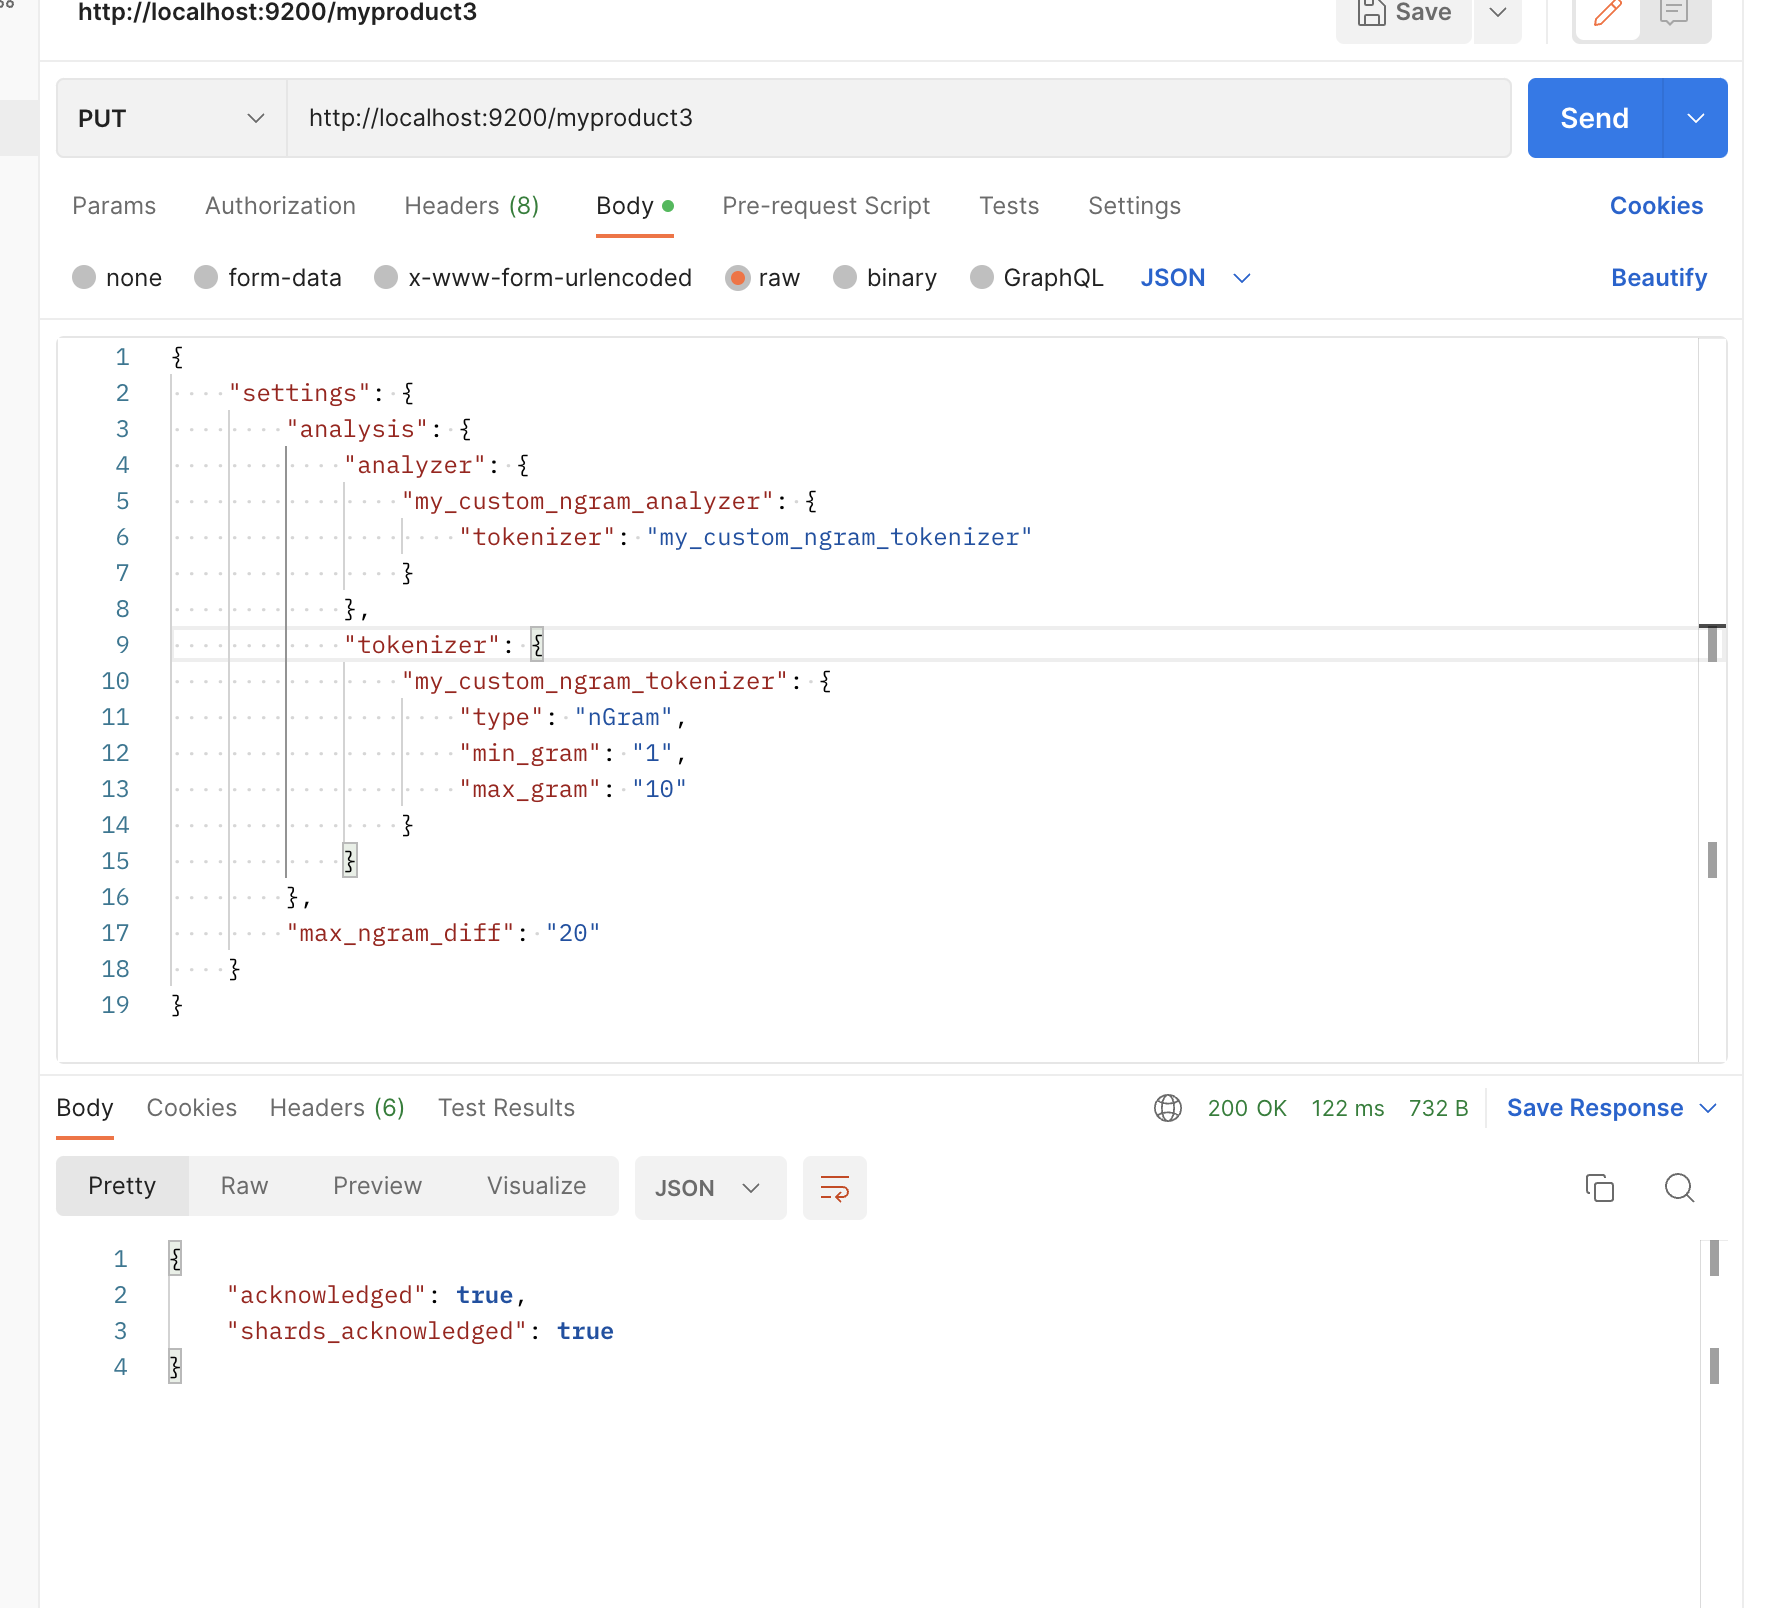 http://localhost:9200/myproduct3
Save
PUT
http://localhost:9200/myproduct3
Send
Params Authorization Headers (8) Body Pre-request Script Tests Settings Cookies
none form-data x-www-form-urlencoded raw binary GraphQL JSON Beautify
1 {
2 "settings": {
3 "analysis": {
4 "analyzer": {
5 "my_custom_ngram_analyzer": {
6 "tokenizer": "my_custom_ngram_tokenizer"
7 }
8 },
9 "tokenizer": {
10 "my_custom_ngram_tokenizer": {
11 "type": "nGram",
12 "min_gram": "1",
13 "max_gram": "10"
14 }
15 }
16 },
17 "max_ngram_diff": "20"
18 }
19 }
Body Cookies Headers (6) Test Results 200 OK 122 ms 732 B Save Response
Pretty Raw Preview Visualize JSON
1 {
2 "acknowledged": true,
3 "shards_acknowledged": true
4 }